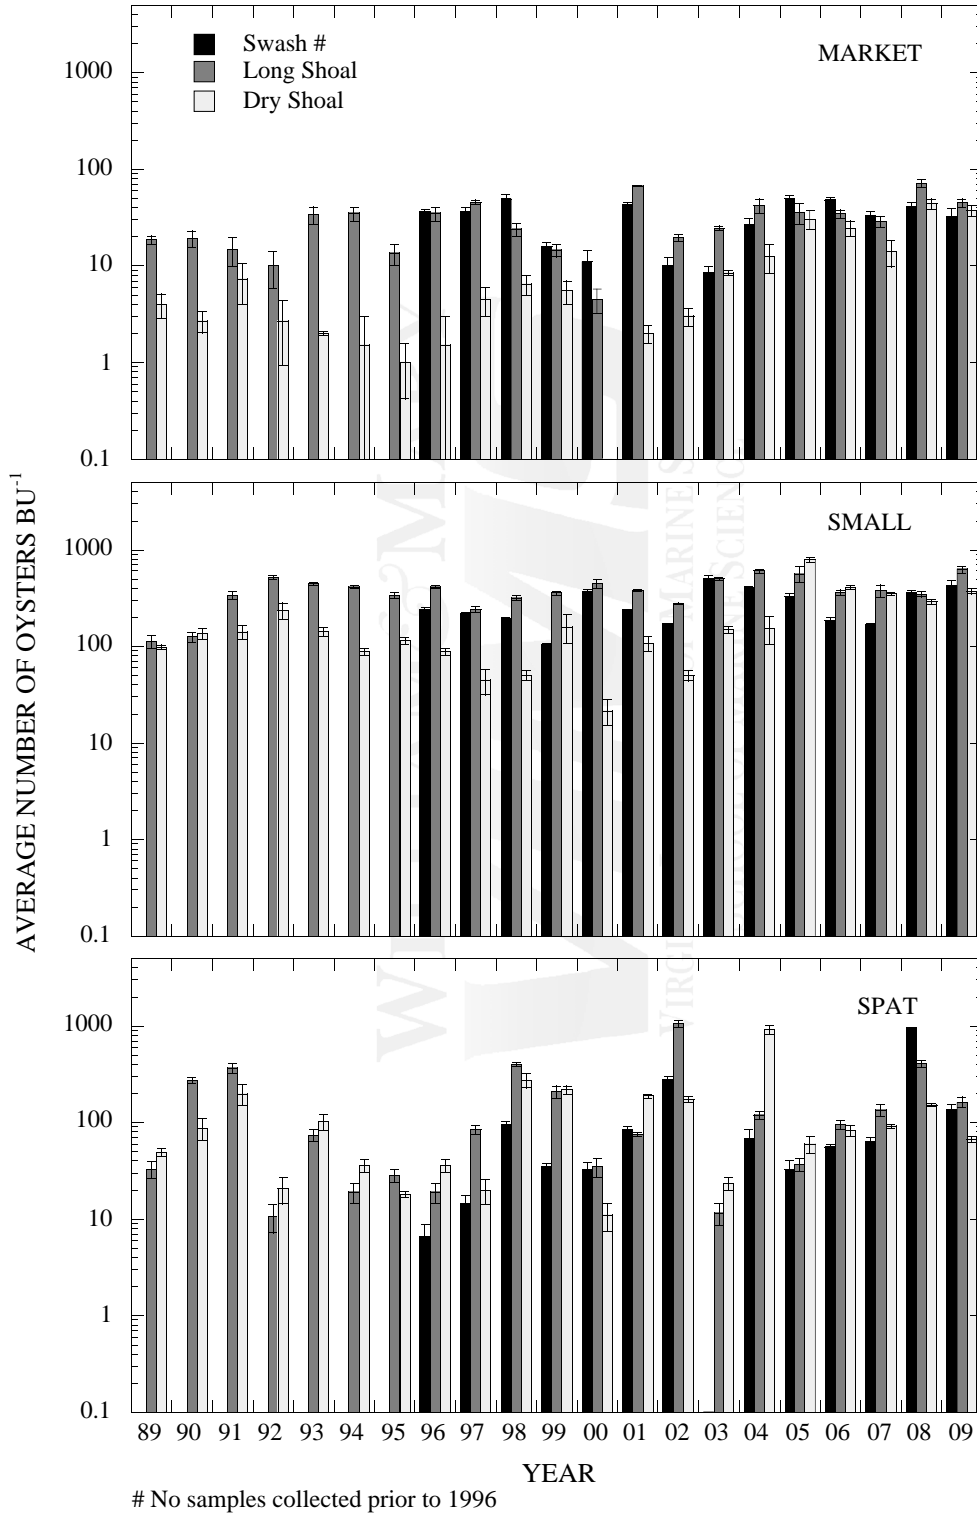 Swash #
Long Shoal
Dry Shoal
MARKET
1000
100
10
1
0.1
SMALL
1000
100
10
1
0.1
SPAT
1000
100
10
1
0.1
AVERAGE NUMBER OF OYSTERS BU-1
89 90 91 92 93 94 95 96 97 98 99 00 01 02 03 04 05 06 07 08 09
YEAR
# No samples collected prior to 1996